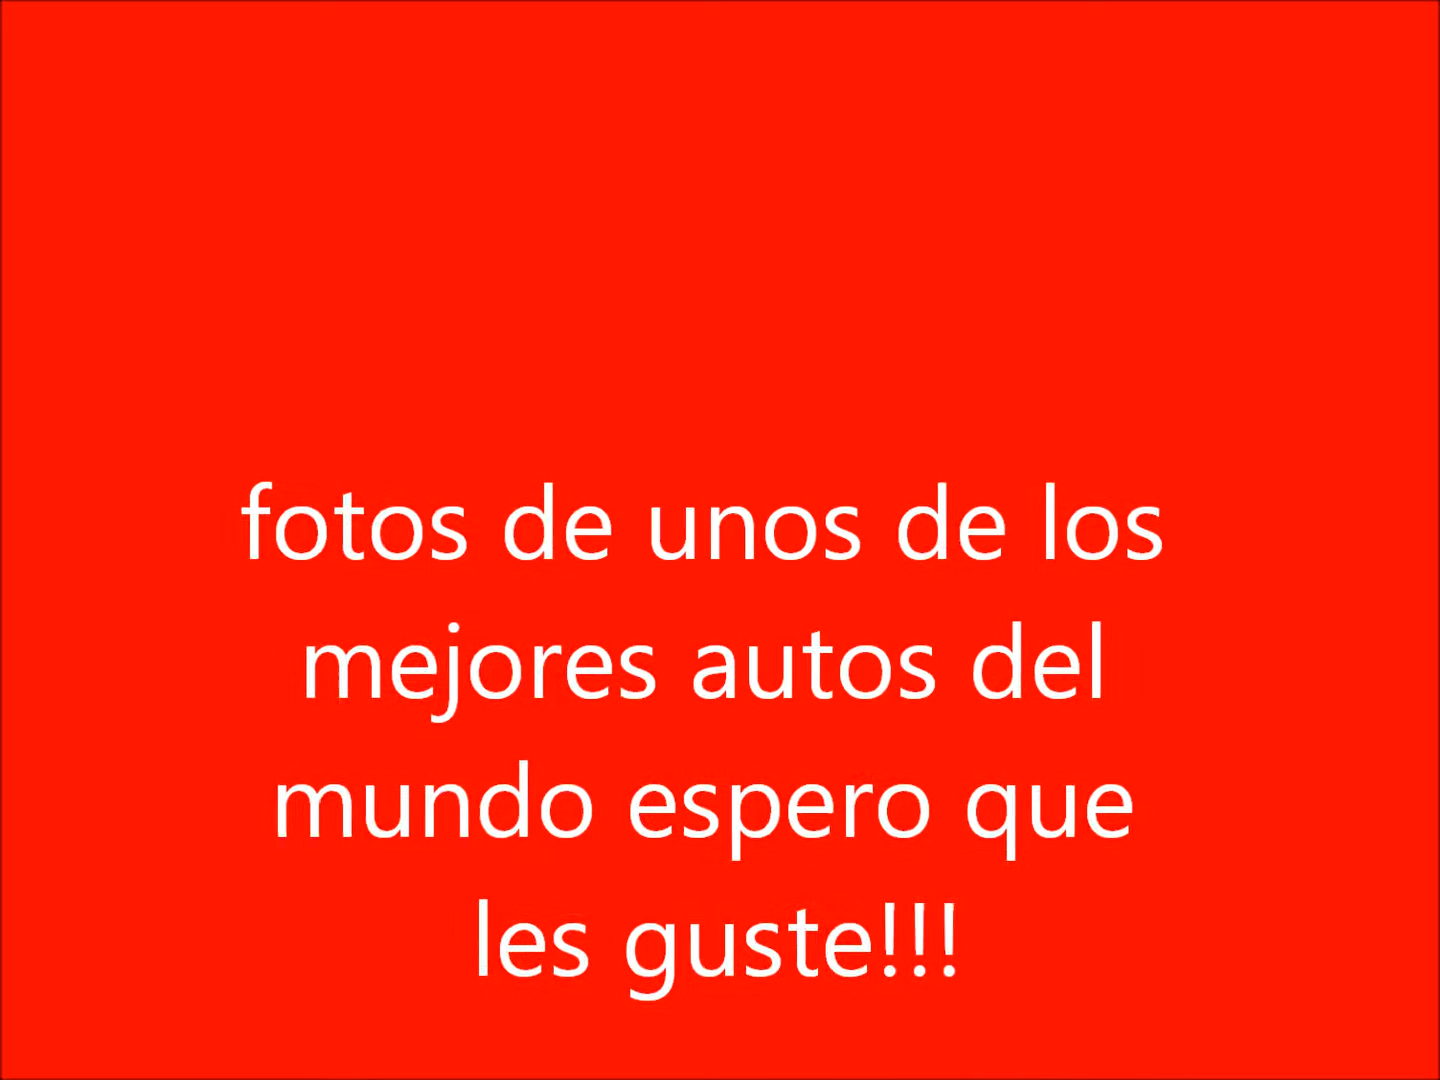 fotos de unos de los
mejores autos del
mundo espero que
les guste!!!